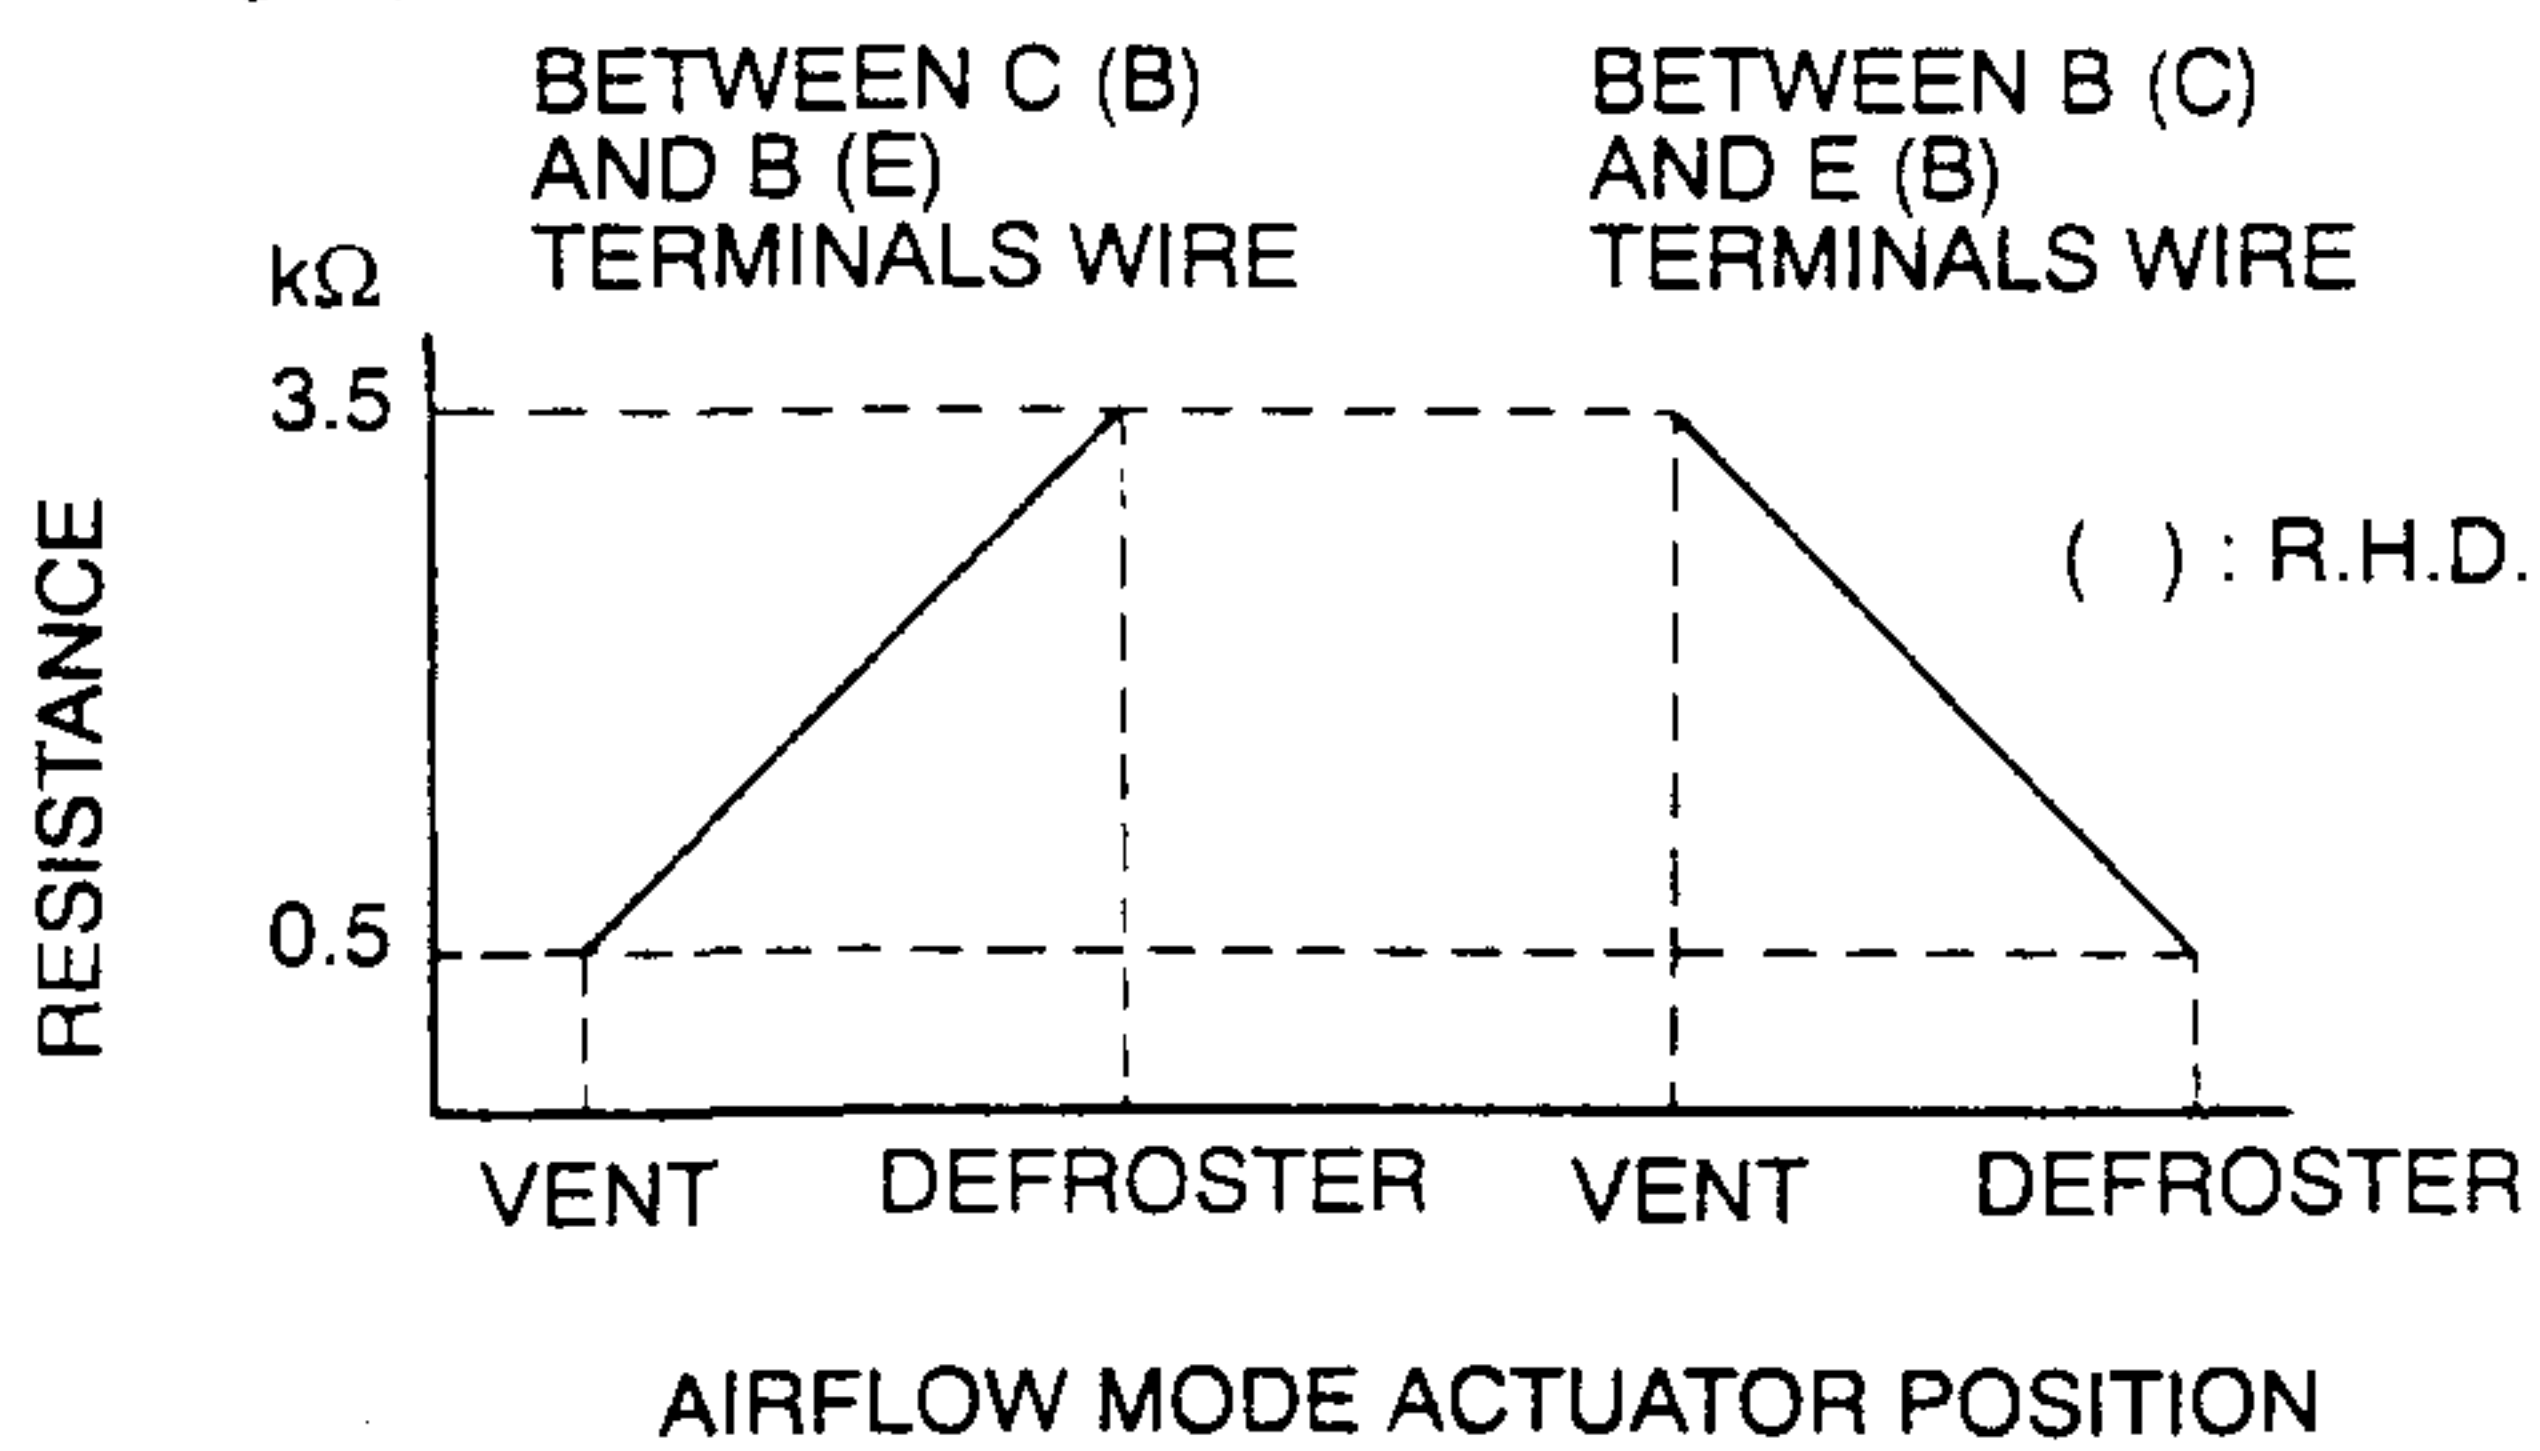 BETWEEN C (B)
AND B (E)
TERMINALS WIRE
BETWEEN B (C)
AND E (B)
TERMINALS WIRE
kΩ
3.5
0.5
RESISTANCE
( ) : R.H.D.
VENT
DEFROSTER
VENT
DEFROSTER
AIRFLOW MODE ACTUATOR POSITION